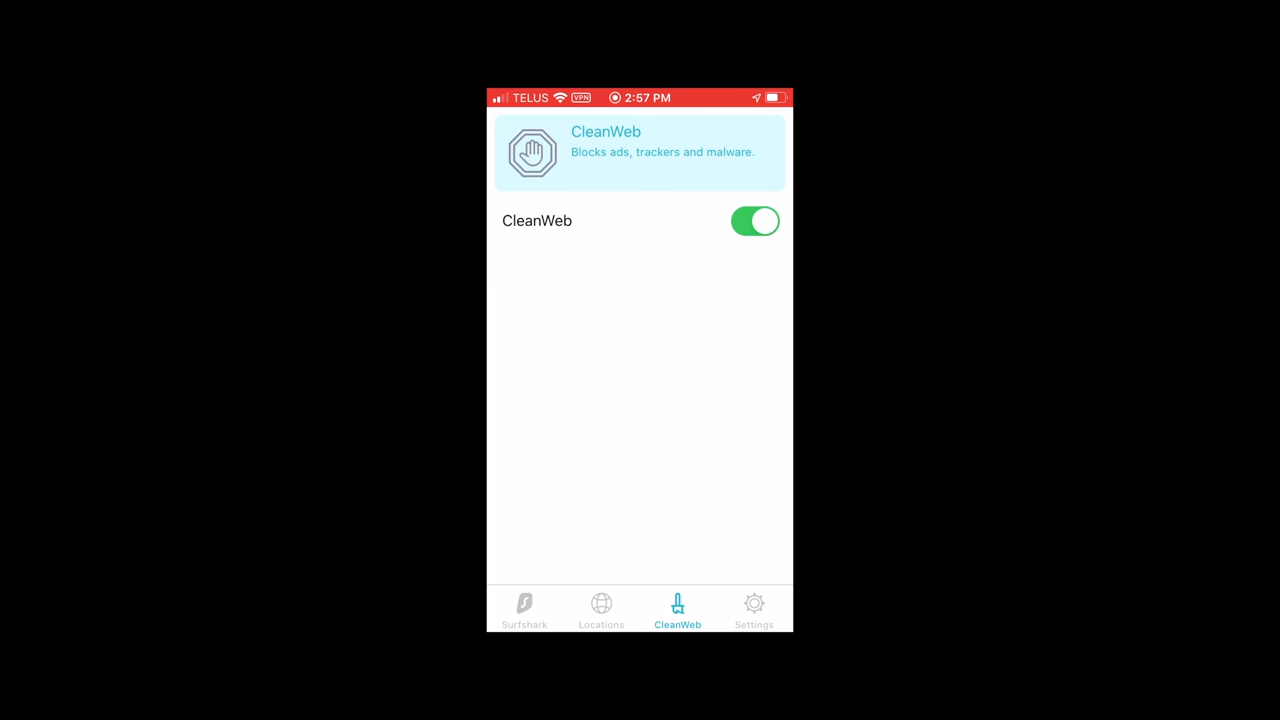 TELUS VPN 2:57 PM
CleanWeb
Blocks ads, trackers and malware.
CleanWeb
Surfshark Locations CleanWeb Settings